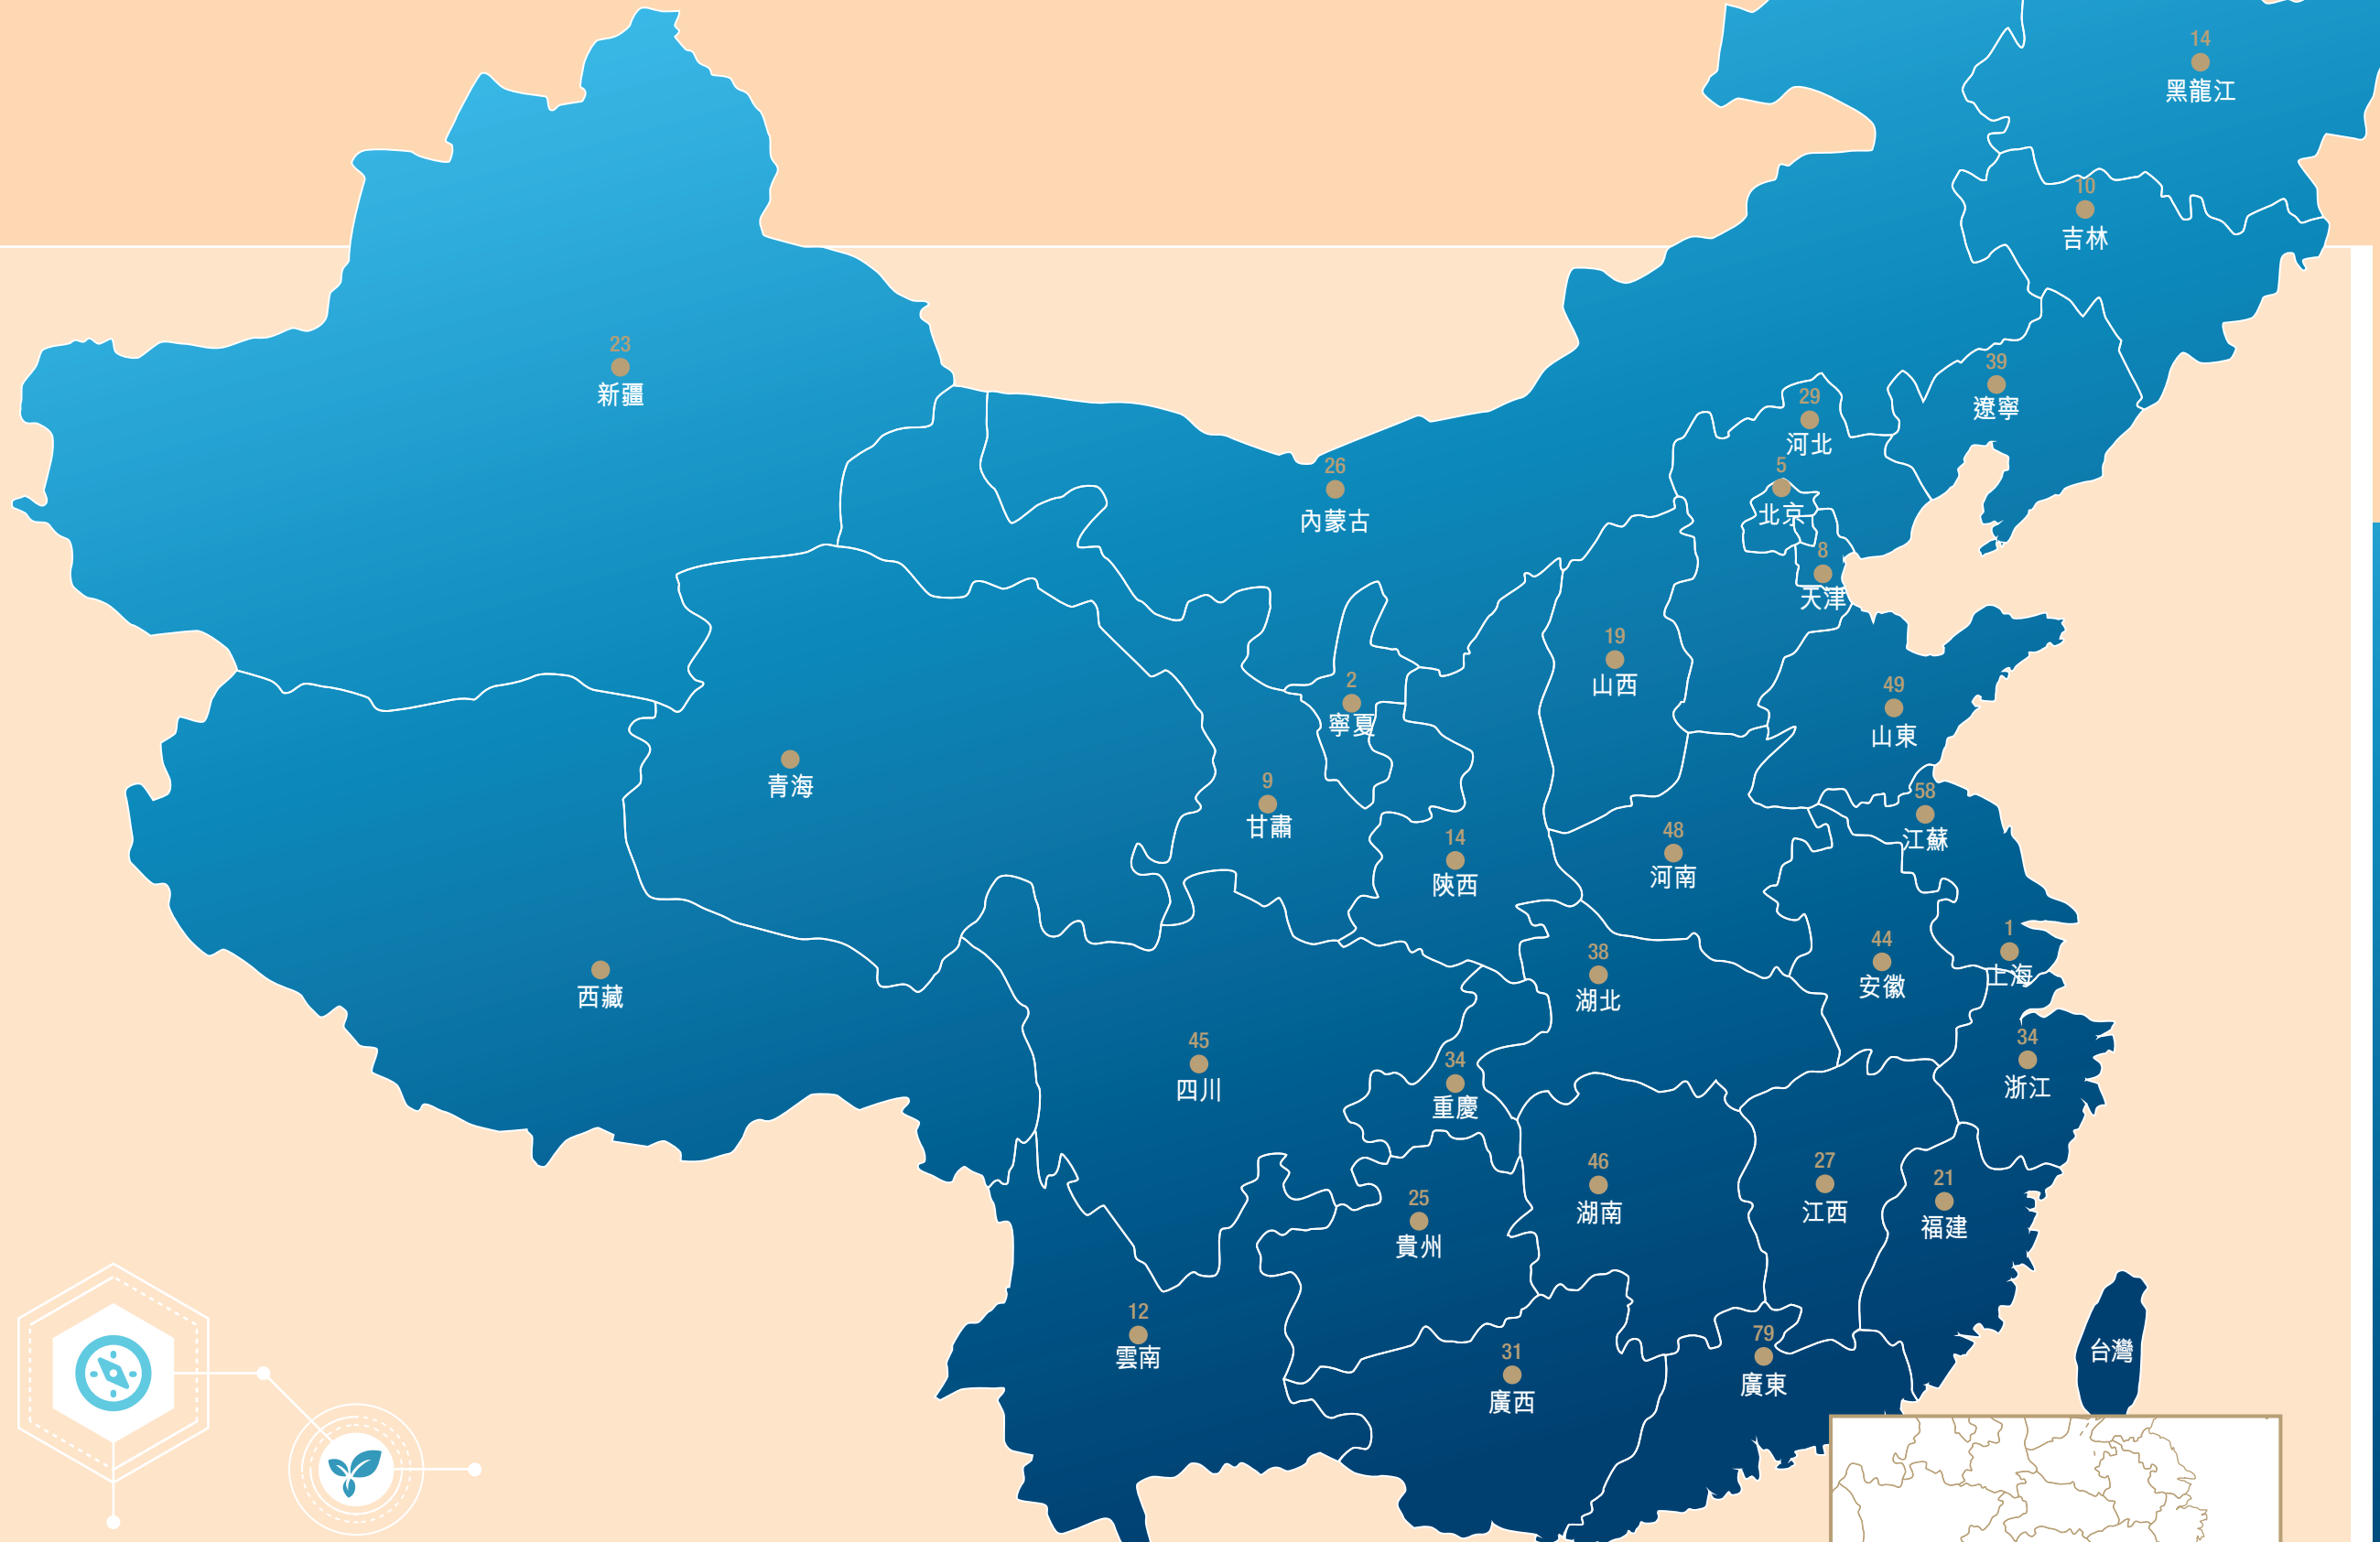 14
黑龍江
10
吉林
23
新疆
39
遼寧
29
河北
26
內蒙古
5
北京
8
天津
19
山西
2
寧夏
49
山東
青海
9
甘肅
58
江蘇
14
陝西
48
河南
1
上海
44
安徽
38
湖北
西藏
45
四川
34
重慶
34
浙江
46
湖南
27
江西
21
福建
25
貴州
12
雲南
31
廣西
79
廣東
台灣